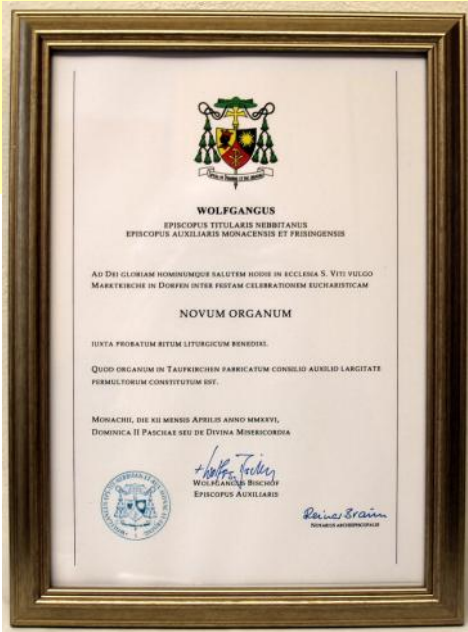 WOLFGANGUS
EPISCOPUS TITULARIS NEBBITANUS
EPISCOPUS AUXILIARIS MONACENSIS ET FRISINGENSIS
AD DEI GLORIAM HOMINUMQUE SALUTEM HODIE IN ECCLESIA S. VITI VULGO
MARKTKIRCHE IN DORFEN INTER FESTAM CELEBRATIONEM EUCHARISTICAM
NOVUM ORGANUM
IUXTA PROBATUM RITUM LITURGICUM BENEDIXI.
QUOD ORGANUM IN TAUFKIRCHEN FABRICATUM CONSILIO AUXILIO LARGITATE
PERMULTORUM CONSTITUTUM EST.
MONACHII, DIE XII MENSIS APRILIS ANNO MMXXVI,
DOMINICA II PASCHAE SEU DE DIVINA MISERICORDIA
WOLFGANGUS BISCHOF
EPISCOPUS AUXILIARIS
Rainer Braun
NOTARIUS ARCHIEPISCOPALIS